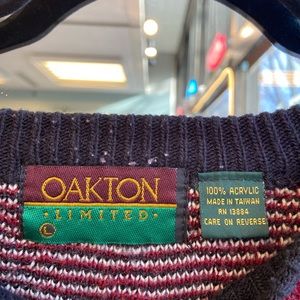 OAKTON
·LIMITED·
L
100% ACRYLIC
MADE IN TAIWAN
RN 13884
CARE ON REVERSE